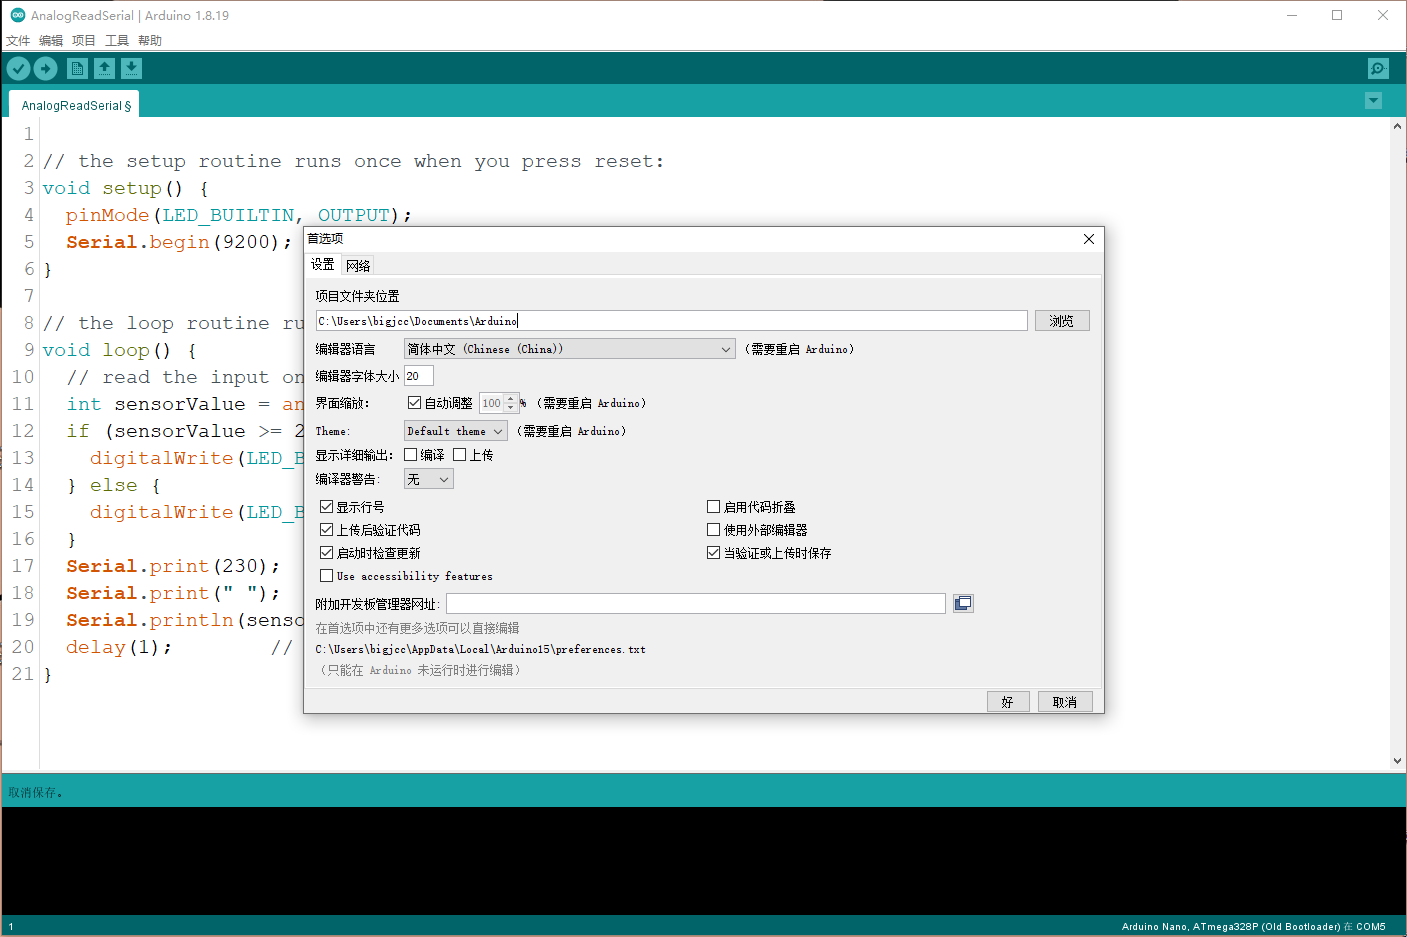 AnalogReadSerial | Arduino 1.8.19
文件 编辑 项目 工具 帮助
AnalogReadSerial §
1
2 // the setup routine runs once when you press reset:
3 void setup() {
4 pinMode(LED_BUILTIN, OUTPUT);
5 Serial.begin(9200);
6 }
7
8 // the loop routine ru
9 void loop() {
10 // read the input on
11 int sensorValue = an
12 if (sensorValue >= 2
13 digitalWrite(LED_B
14 } else {
15 digitalWrite(LED_B
16 }
17 Serial.print(230);
18 Serial.print(" ");
19 Serial.println(senso
20 delay(1); //
21 }
首选项
设置 网络
项目文件夹位置
C:\Users\bigjcc\Documents\Arduino 浏览
编辑器语言 简体中文 (Chinese (China)) （需要重启 Arduino）
编辑器字体大小 20
界面缩放： 自动调整 100 % （需要重启 Arduino）
Theme: Default theme （需要重启 Arduino）
显示详细输出： 编译 上传
编译器警告: 无
显示行号 启用代码折叠
上传后验证代码 使用外部编辑器
启动时检查更新 当验证或上传时保存
Use accessibility features
附加开发板管理器网址:
在首选项中还有更多选项可以直接编辑
C:\Users\bigjcc\AppData\Local\Arduino15\preferences.txt
（只能在 Arduino 未运行时进行编辑）
好 取消
取消保存。
1 Arduino Nano, ATmega328P (Old Bootloader) 在 COM5